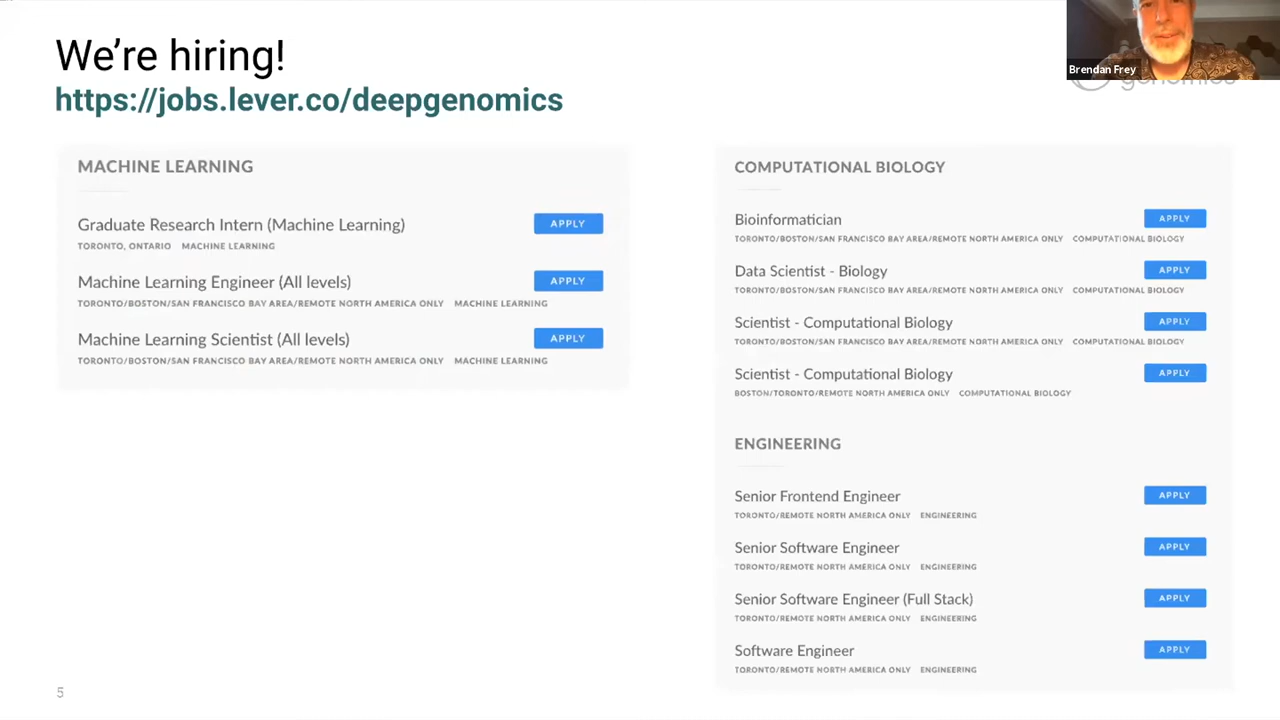 We're hiring!
https://jobs.lever.co/deepgenomics
Brendan Frey
genomics
MACHINE LEARNING
Graduate Research Intern (Machine Learning)
APPLY
TORONTO, ONTARIO MACHINE LEARNING
Machine Learning Engineer (All levels)
APPLY
TORONTO/BOSTON/SAN FRANCISCO BAY AREA/REMOTE NORTH AMERICA ONLY MACHINE LEARNING
Machine Learning Scientist (All levels)
APPLY
TORONTO/BOSTON/SAN FRANCISCO BAY AREA/REMOTE NORTH AMERICA ONLY MACHINE LEARNING
COMPUTATIONAL BIOLOGY
Bioinformatician
APPLY
TORONTO/BOSTON/SAN FRANCISCO BAY AREA/REMOTE NORTH AMERICA ONLY COMPUTATIONAL BIOLOGY
Data Scientist - Biology
APPLY
TORONTO/BOSTON/SAN FRANCISCO BAY AREA/REMOTE NORTH AMERICA ONLY COMPUTATIONAL BIOLOGY
Scientist - Computational Biology
APPLY
TORONTO/BOSTON/SAN FRANCISCO BAY AREA/REMOTE NORTH AMERICA ONLY COMPUTATIONAL BIOLOGY
Scientist - Computational Biology
APPLY
BOSTON/TORONTO/REMOTE NORTH AMERICA ONLY COMPUTATIONAL BIOLOGY
ENGINEERING
Senior Frontend Engineer
APPLY
TORONTO/REMOTE NORTH AMERICA ONLY ENGINEERING
Senior Software Engineer
APPLY
TORONTO/REMOTE NORTH AMERICA ONLY ENGINEERING
Senior Software Engineer (Full Stack)
APPLY
TORONTO/REMOTE NORTH AMERICA ONLY ENGINEERING
Software Engineer
APPLY
TORONTO/REMOTE NORTH AMERICA ONLY ENGINEERING
5